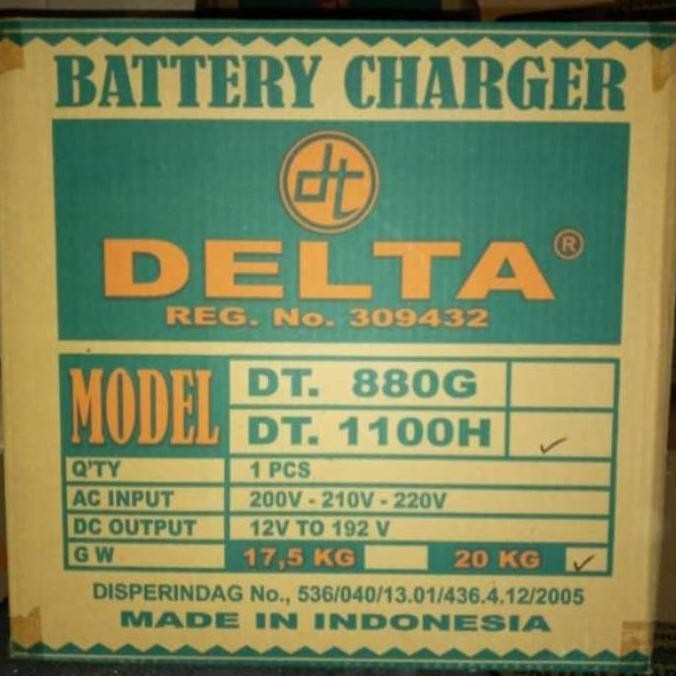 BATTERY CHARGER
dt
DELTA®
REG. No. 309432
MODEL
DT. 880G
DT. 1100H ✓
Q'TY 1 PCS
AC INPUT 200V - 210V - 220V
DC OUTPUT 12V TO 192 V
G W 17,5 KG 20 KG ✓
DISPERINDAG No., 536/040/13.01/436.4.12/2005
MADE IN INDONESIA